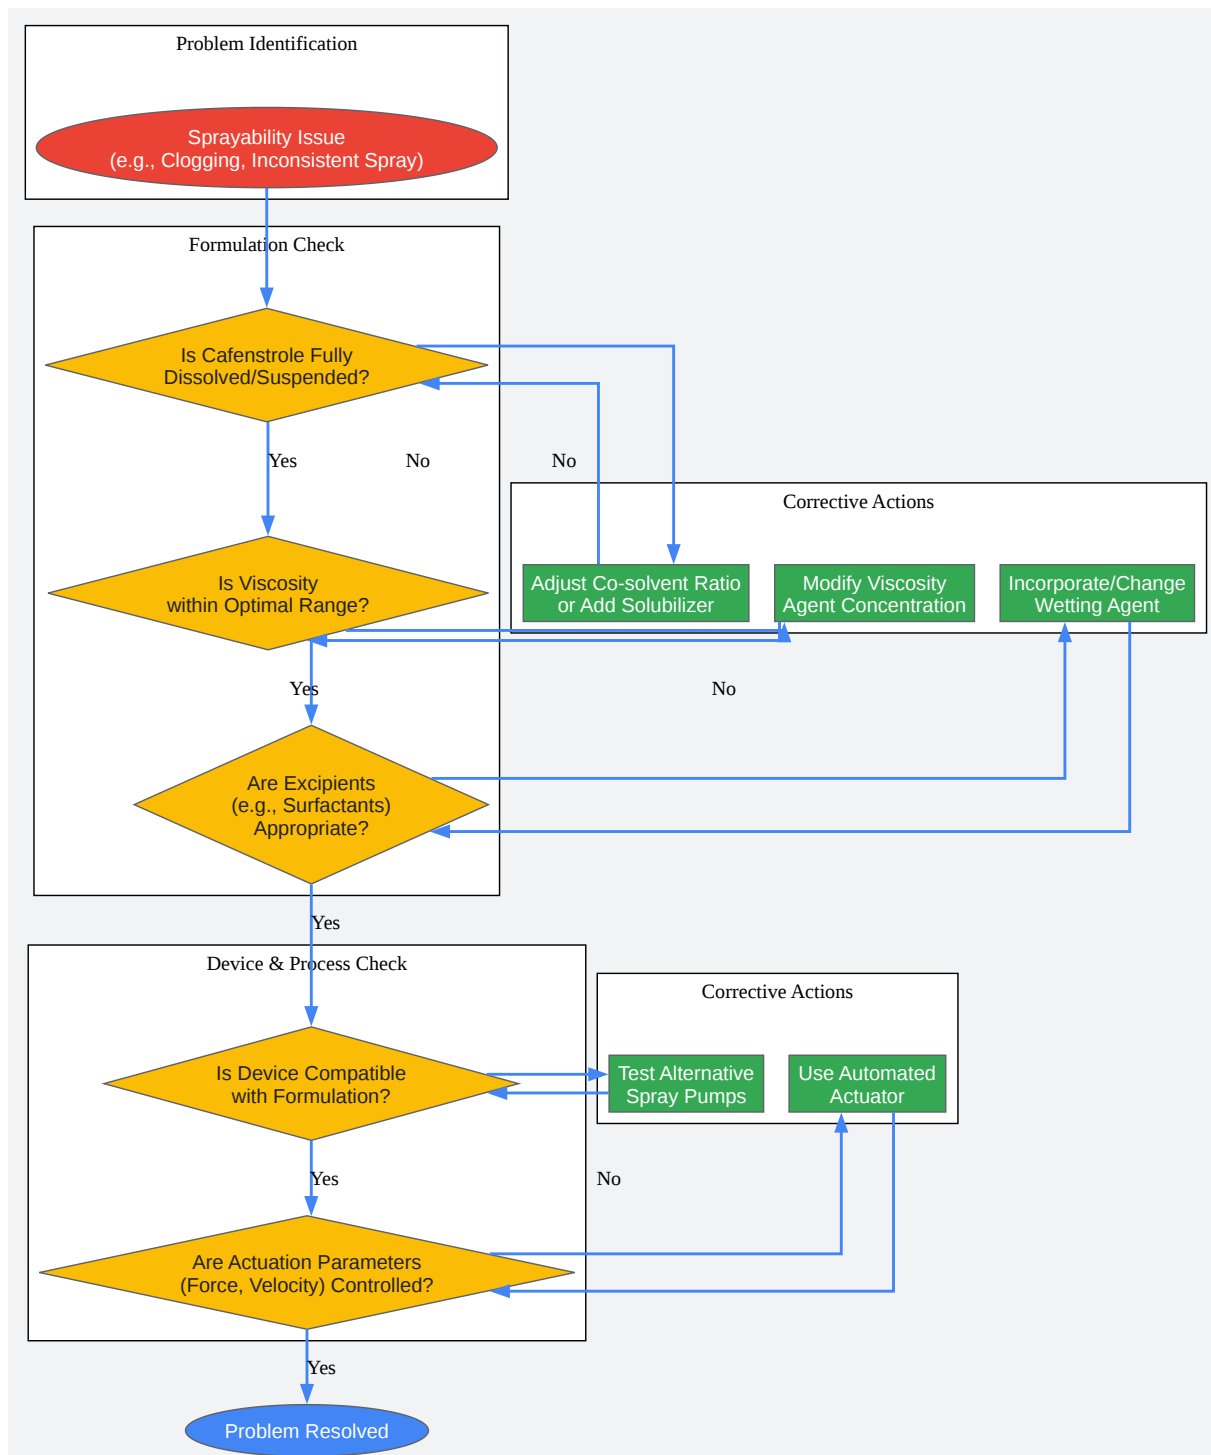 Problem Identification
Sprayability Issue
(e.g., Clogging, Inconsistent Spray)
Formulation Check
Is Cafenstrole Fully
Dissolved/Suspended?
Yes
No
No
Corrective Actions
Is Viscosity
within Optimal Range?
Adjust Co-solvent Ratio
or Add Solubilizer
Modify Viscosity
Agent Concentration
Incorporate/Change
Wetting Agent
Yes
No
Are Excipients
(e.g., Surfactants)
Appropriate?
Yes
Device & Process Check
Corrective Actions
Is Device Compatible
with Formulation?
Test Alternative
Spray Pumps
Use Automated
Actuator
Yes
No
Are Actuation Parameters
(Force, Velocity) Controlled?
Yes
Problem Resolved